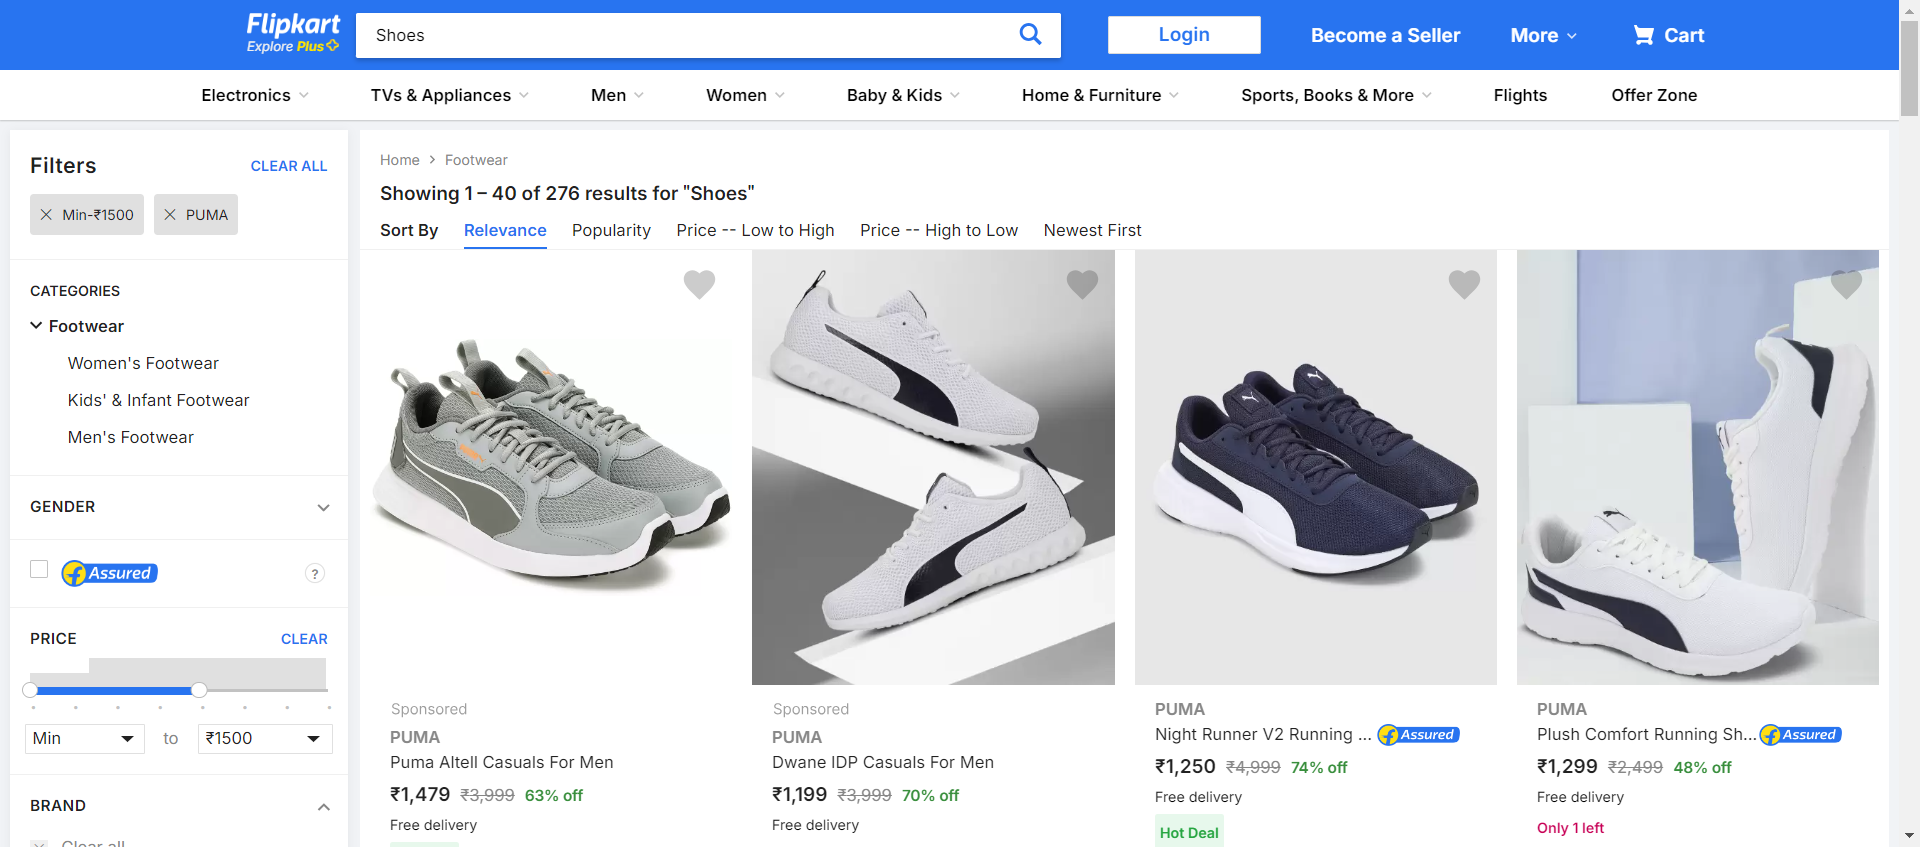 Flipkart
Explore Plus
Shoes
Login
Become a Seller
More
Cart
Electronics
TVs & Appliances
Men
Women
Baby & Kids
Home & Furniture
Sports, Books & More
Flights
Offer Zone
Filters
CLEAR ALL
Min-₹1500
PUMA
CATEGORIES
Footwear
Women's Footwear
Kids' & Infant Footwear
Men's Footwear
GENDER
Assured
?
PRICE
CLEAR
Min
to
₹1500
BRAND
Clear all
Home
Footwear
Showing 1 – 40 of 276 results for "Shoes"
Sort By
Relevance
Popularity
Price -- Low to High
Price -- High to Low
Newest First
Sponsored
PUMA
Puma Altell Casuals For Men
₹1,479 ₹3,999 63% off
Free delivery
Sponsored
PUMA
Dwane IDP Casuals For Men
₹1,199 ₹3,999 70% off
Free delivery
PUMA
Night Runner V2 Running ... Assured
₹1,250 ₹4,999 74% off
Free delivery
Hot Deal
PUMA
Plush Comfort Running Sh... Assured
₹1,299 ₹2,499 48% off
Free delivery
Only 1 left